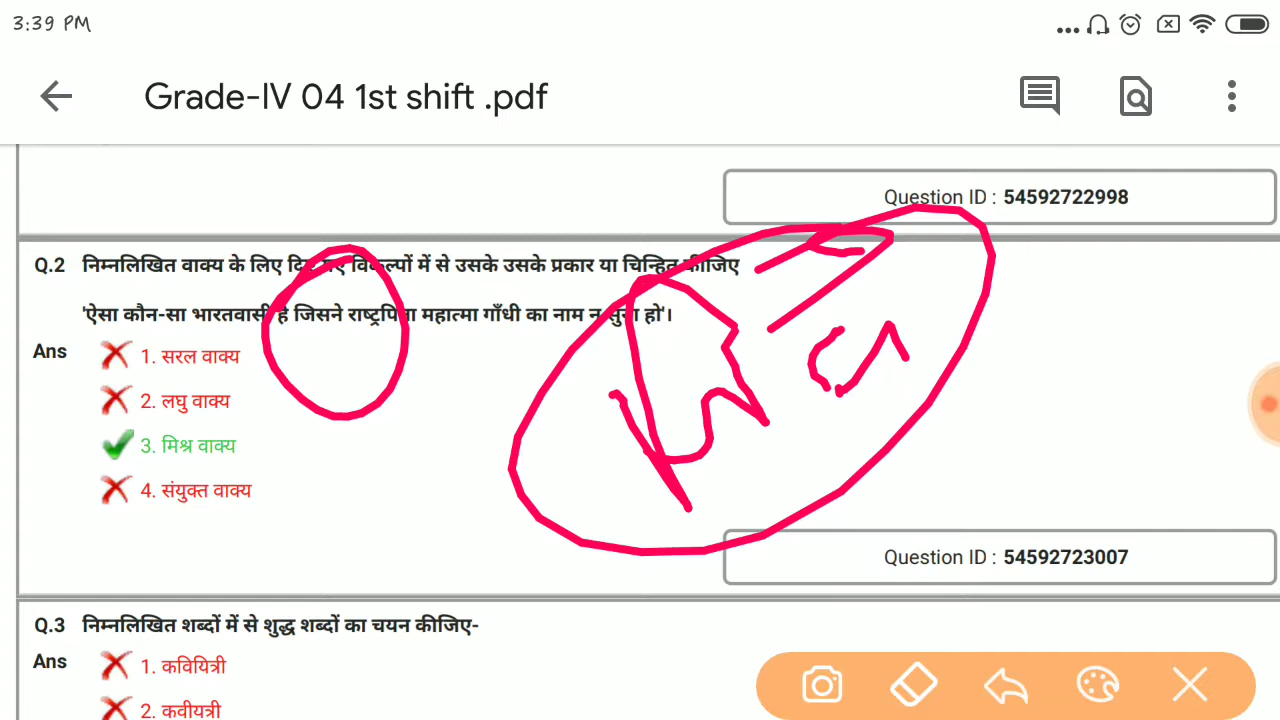 3:39 PM
Grade-IV 04 1st shift .pdf
Question ID : 54592722998
Q.2 निम्नलिखित वाक्य के लिए दिए गए विकल्पों में से उसके उसके प्रकार या चिन्हित कीजिए
'ऐसा कौन-सा भारतवासी है जिसने राष्ट्रपिता महात्मा गाँधी का नाम न सुना हो'।
Ans 1. सरल वाक्य
2. लघु वाक्य
3. मिश्र वाक्य
4. संयुक्त वाक्य
Question ID : 54592723007
Q.3 निम्नलिखित शब्दों में से शुद्ध शब्दों का चयन कीजिए-
Ans 1. कवियित्री
2. कवीयत्री